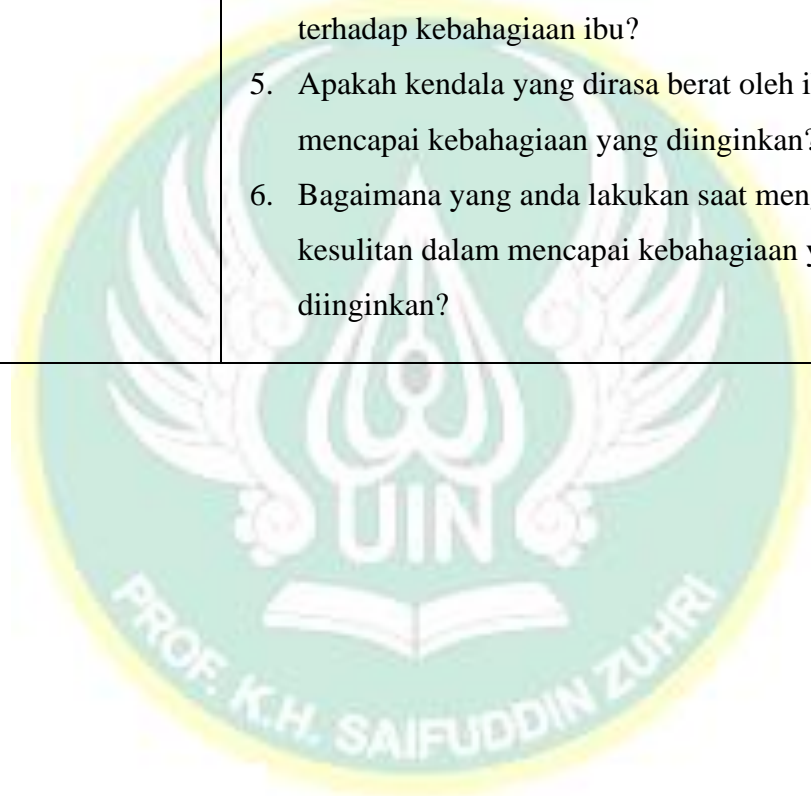 terhadap kebahagiaan ibu?
5. Apakah kendala yang dirasa berat oleh
mencapai kebahagiaan yang diinginkan?
6. Bagaimana yang anda lakukan saat
kesulitan dalam mencapai kebahagiaan
diinginkan?
UIN
PROF. K.H. SAIFUDDIN ZUHRI